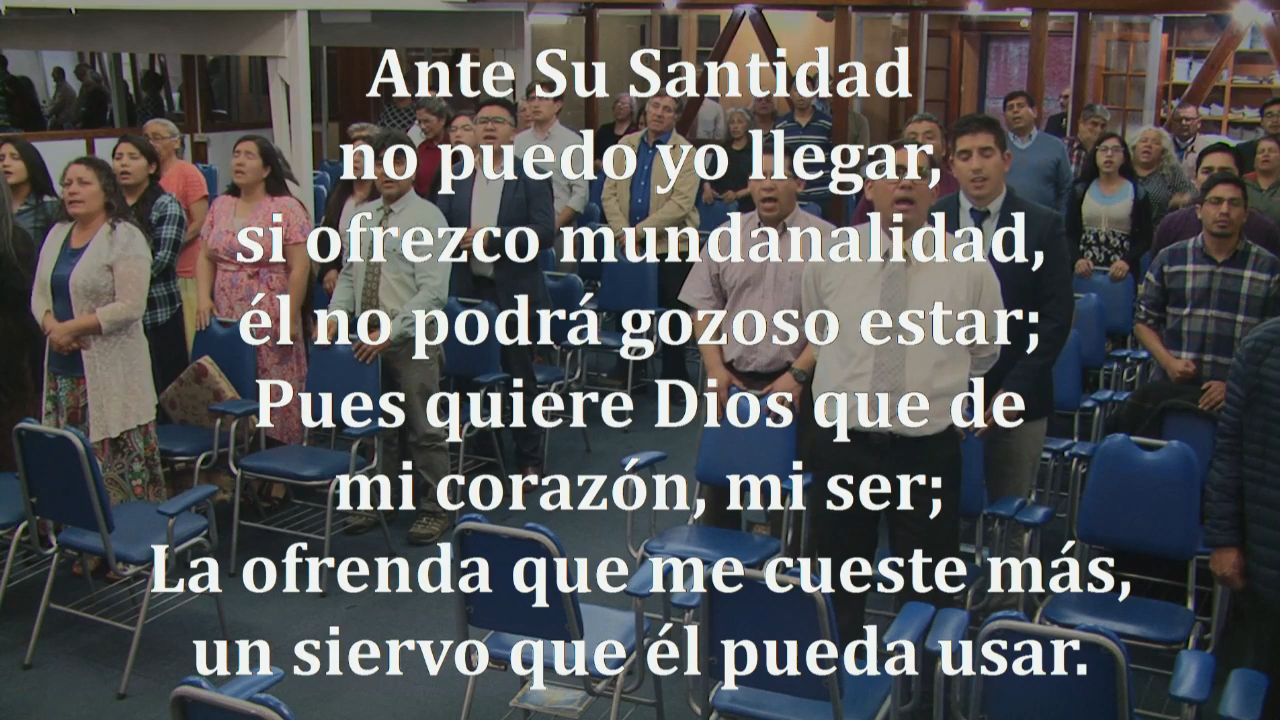 Ante Su Santidad
no puedo yo llegar,
si ofrezco mundanalidad,
él no podrá gozoso estar;
Pues quiere Dios que de
mi corazón, mi ser;
La ofrenda que me cueste más,
un siervo que él pueda usar.